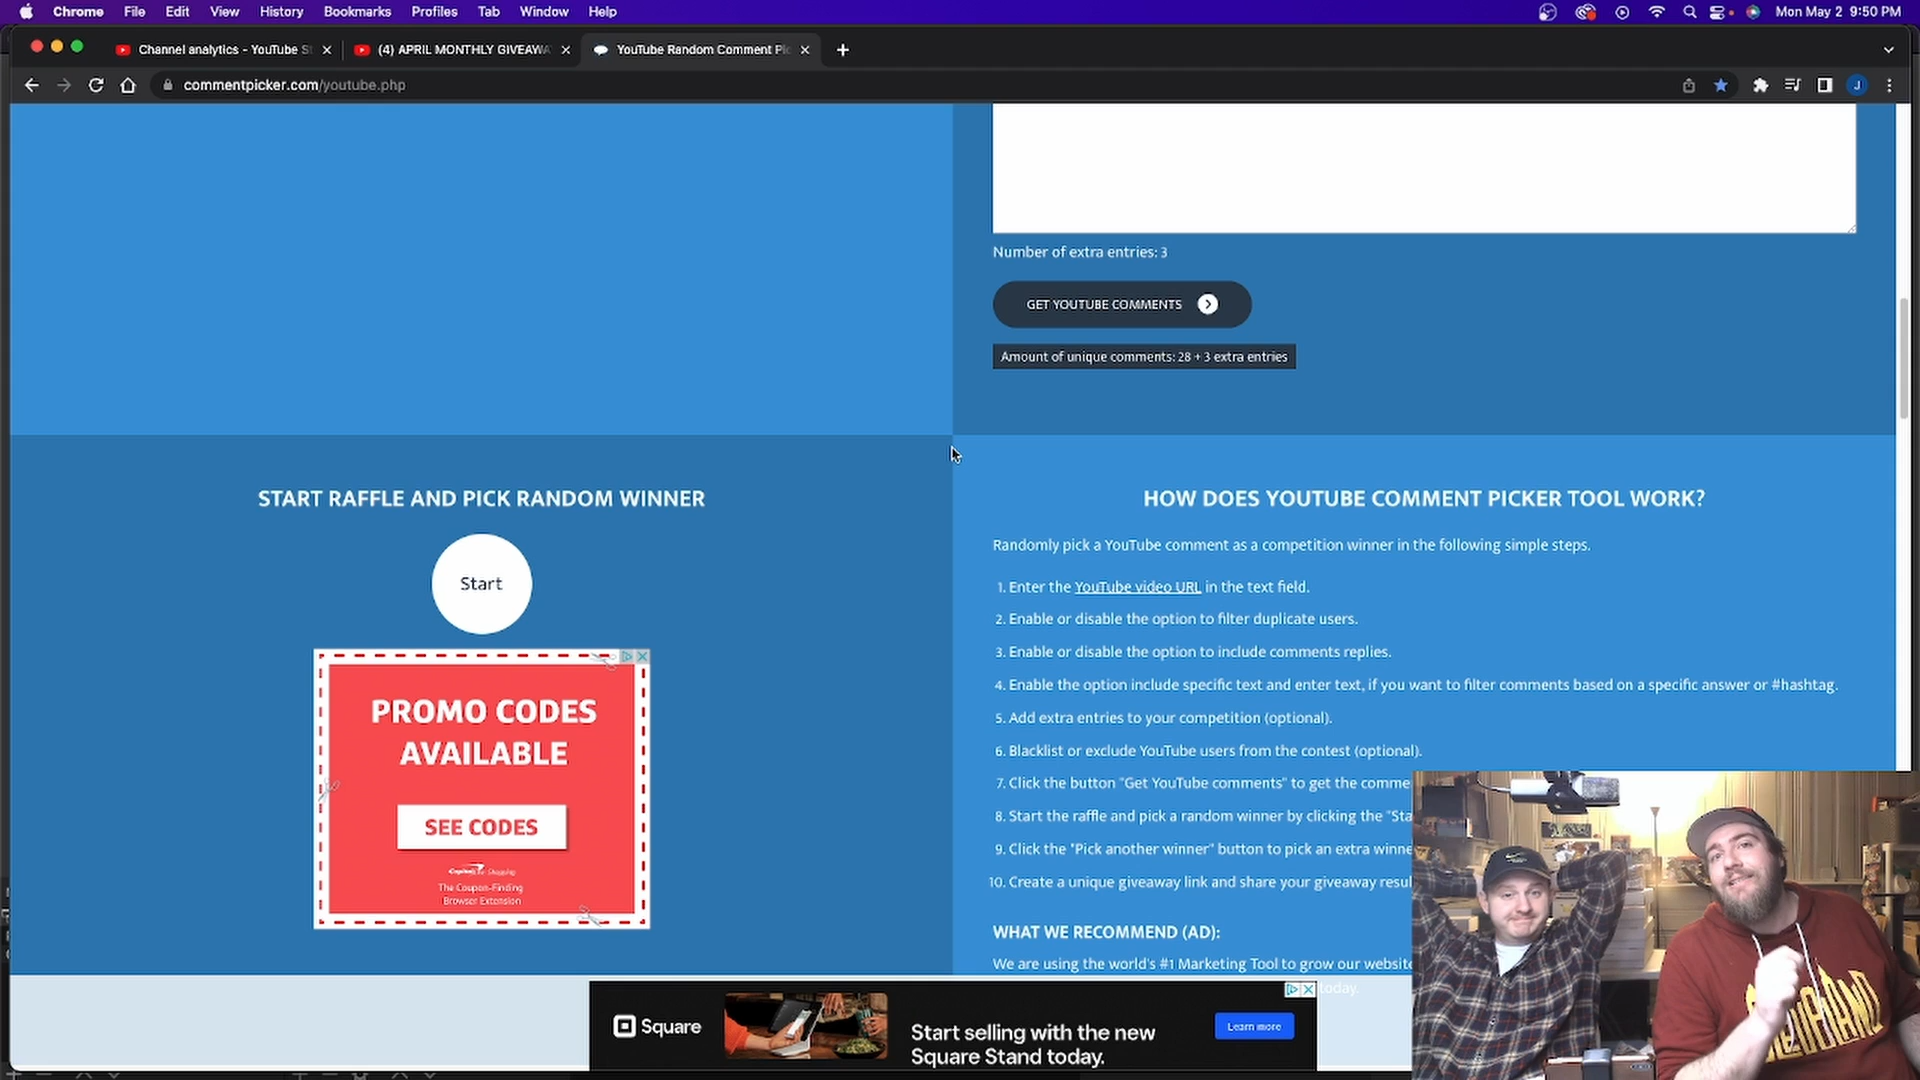 Chrome File Edit View History Bookmarks Profiles Tab Window Help Mon May 2 9:50 PM
Channel analytics - YouTube S
(4) APRIL MONTHLY GIVEAWA
YouTube Random Comment Pic
commentpicker.com/youtube.php
J
Number of extra entries: 3
GET YOUTUBE COMMENTS
Amount of unique comments: 28 + 3 extra entries
START RAFFLE AND PICK RANDOM WINNER
Start
PROMO CODES
AVAILABLE
SEE CODES
Capital One Shopping
The Coupon-Finding
Browser Extension
HOW DOES YOUTUBE COMMENT PICKER TOOL WORK?
Randomly pick a YouTube comment as a competition winner in the following simple steps.
1. Enter the YouTube video URL in the text field.
2. Enable or disable the option to filter duplicate users.
3. Enable or disable the option to include comments replies.
4. Enable the option include specific text and enter text, if you want to filter comments based on a specific answer or #hashtag.
5. Add extra entries to your competition (optional).
6. Blacklist or exclude YouTube users from the contest (optional).
7. Click the button "Get YouTube comments" to get the comme
8. Start the raffle and pick a random winner by clicking the "Sta
9. Click the "Pick another winner" button to pick an extra winne
10. Create a unique giveaway link and share your giveaway resul
WHAT WE RECOMMEND (AD):
We are using the world's #1 Marketing Tool to grow our website
today.
Square
Start selling with the new
Square Stand today.
Learn more